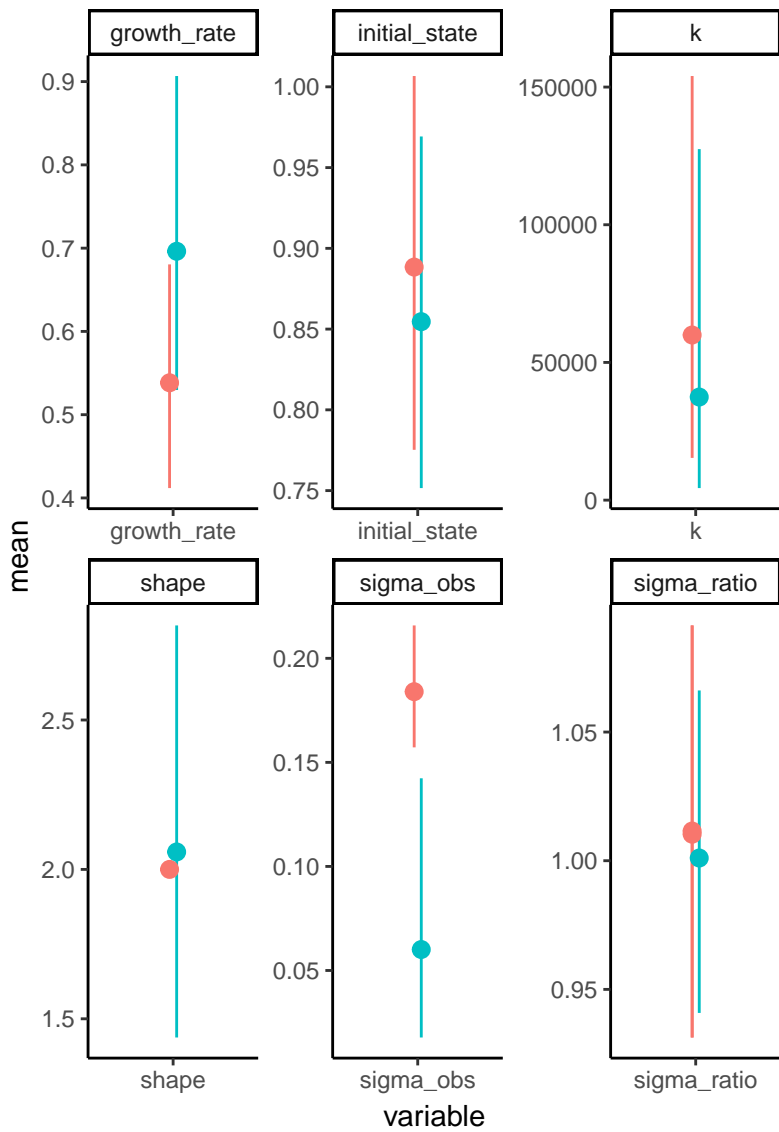 growth_rate
initial_state
k
0.9
0.8
0.7
0.6
0.5
0.4
1.00
0.95
0.90
0.85
0.80
0.75
150000
100000
50000
0
growth_rate
initial_state
k
mean
shape
sigma_obs
sigma_ratio
2.5
2.0
1.5
0.20
0.15
0.10
0.05
1.05
1.00
0.95
shape
sigma_obs
sigma_ratio
variable